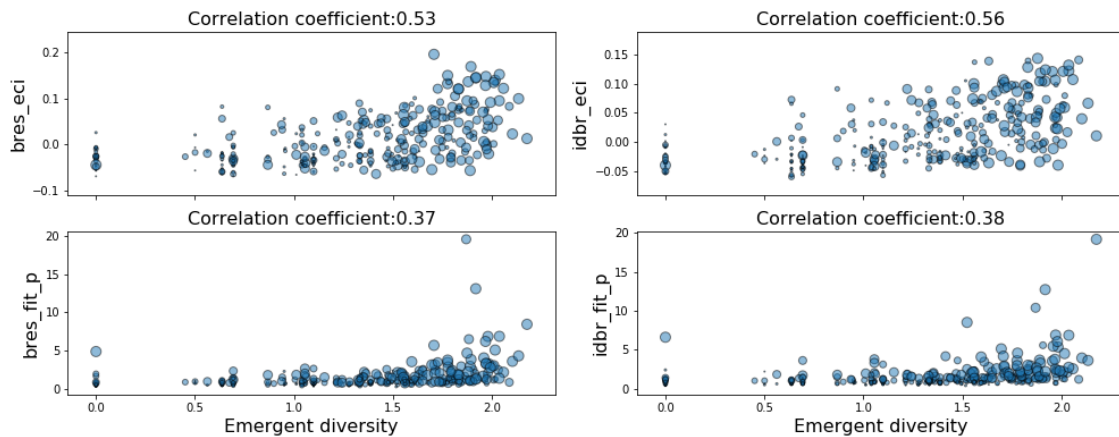 Correlation coefficient:0.53
Correlation coefficient:0.56
bres_eci
0.2
0.1
0.0
−0.1
idbr_eci
0.15
0.10
0.05
0.00
−0.05
Correlation coefficient:0.37
Correlation coefficient:0.38
bres_fit_p
20
15
10
5
0
idbr_fit_p
20
15
10
5
0
0.0 0.5 1.0 1.5 2.0
0.0 0.5 1.0 1.5 2.0
Emergent diversity
Emergent diversity